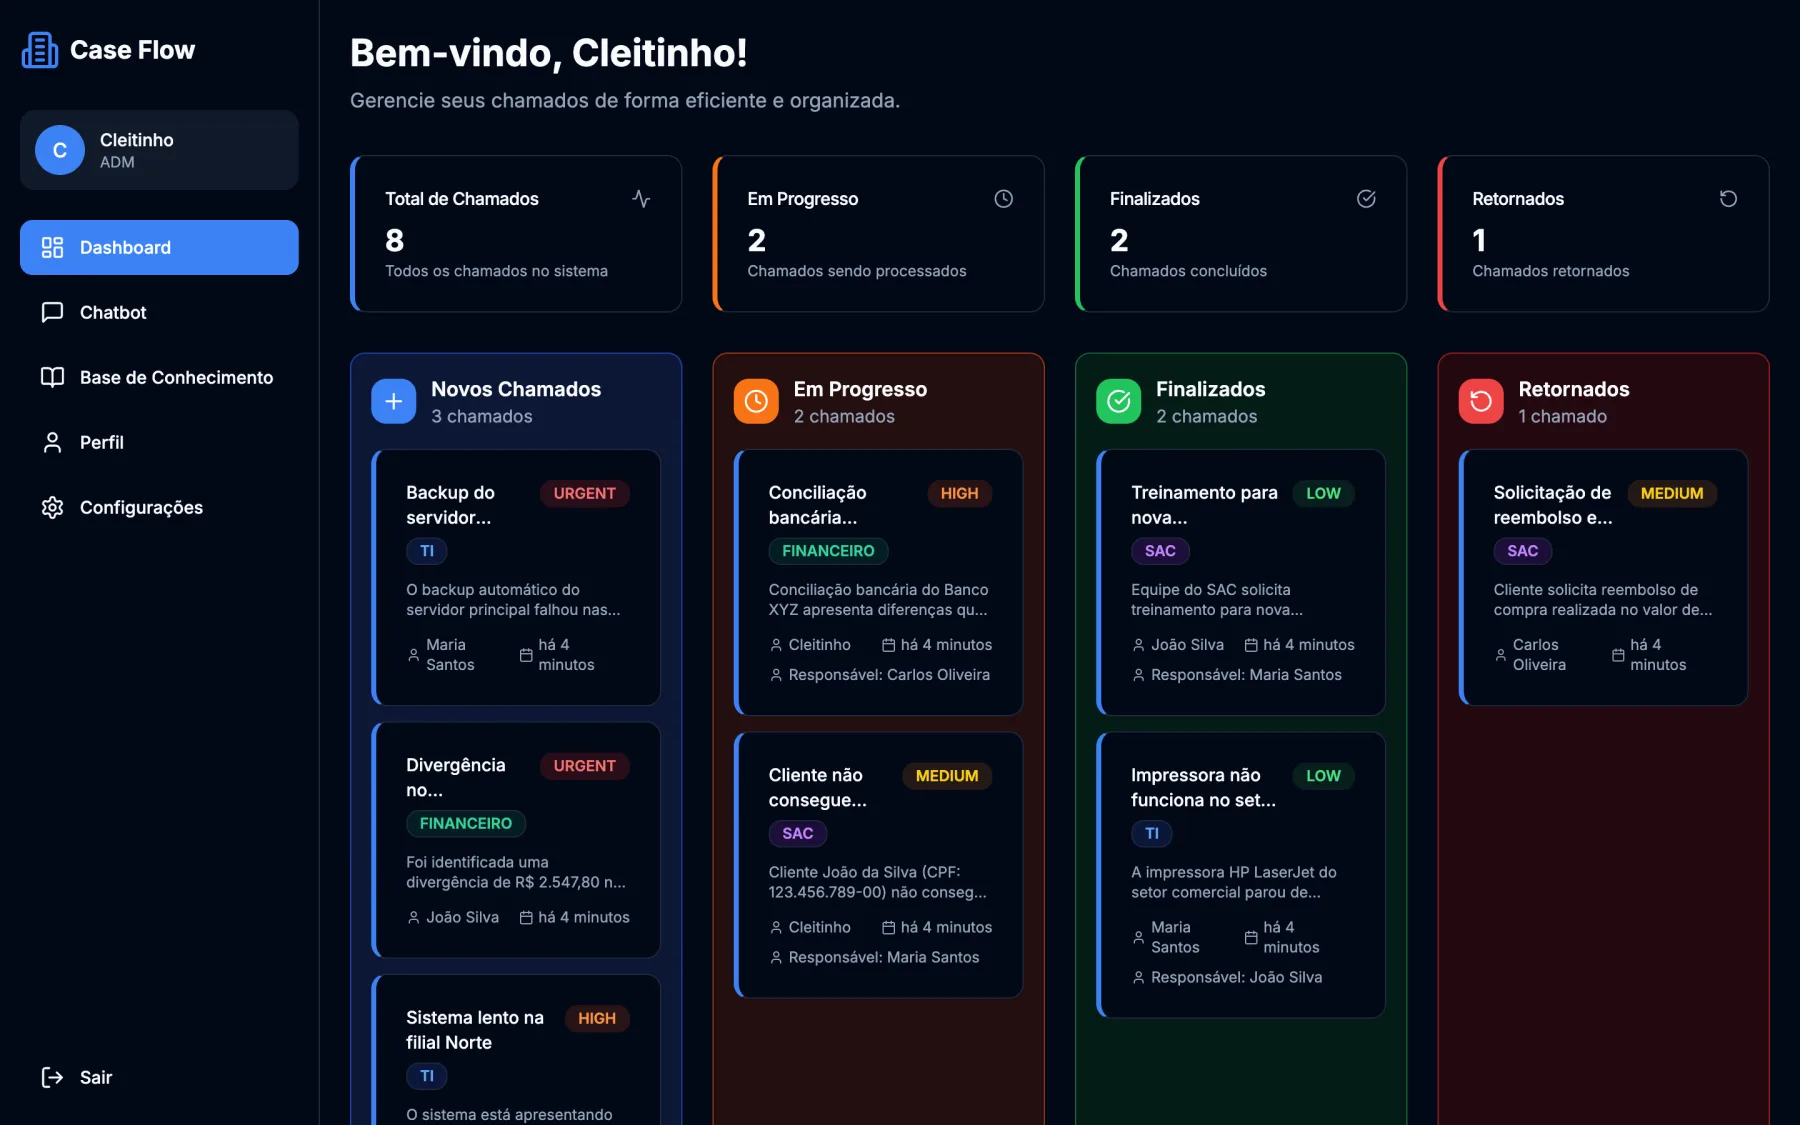 Case Flow
C
Cleitinho
ADM
Dashboard
Chatbot
Base de Conhecimento
Perfil
Configurações
Sair
Bem-vindo, Cleitinho!
Gerencie seus chamados de forma eficiente e organizada.
Total de Chamados
8
Todos os chamados no sistema
Em Progresso
2
Chamados sendo processados
Finalizados
2
Chamados concluídos
Retornados
1
Chamados retornados
Novos Chamados
3 chamados
Backup do
servidor...
URGENT
TI
O backup automático do
servidor principal falhou nas...
Maria
Santos
há 4
minutos
Divergência
no...
URGENT
FINANCEIRO
Foi identificada uma
divergência de R$ 2.547,80 n...
João Silva
há 4 minutos
Sistema lento na
filial Norte
HIGH
TI
O sistema está apresentando
Em Progresso
2 chamados
Conciliação
bancária...
HIGH
FINANCEIRO
Conciliação bancária do Banco
XYZ apresenta diferenças qu...
Cleitinho
há 4 minutos
Responsável: Carlos Oliveira
Cliente não
consegue...
MEDIUM
SAC
Cliente João da Silva (CPF:
123.456.789-00) não conseg...
Cleitinho
há 4 minutos
Responsável: Maria Santos
Finalizados
2 chamados
Treinamento para
nova...
LOW
SAC
Equipe do SAC solicita
treinamento para nova...
João Silva
há 4 minutos
Responsável: Maria Santos
Impressora não
funciona no set...
LOW
TI
A impressora HP LaserJet do
setor comercial parou de...
Maria
Santos
há 4
minutos
Responsável: João Silva
Retornados
1 chamado
Solicitação de
reembolso e...
MEDIUM
SAC
Cliente solicita reembolso de
compra realizada no valor de...
Carlos
Oliveira
há 4
minutos